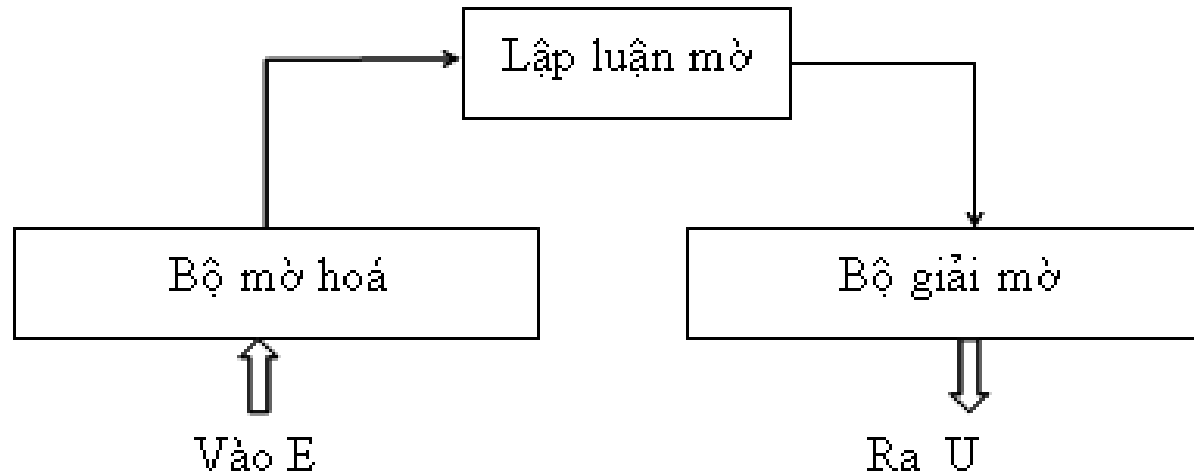 Lập luận mờ
Bộ mờ hoá
Bộ giải mờ
Vào E
Ra U